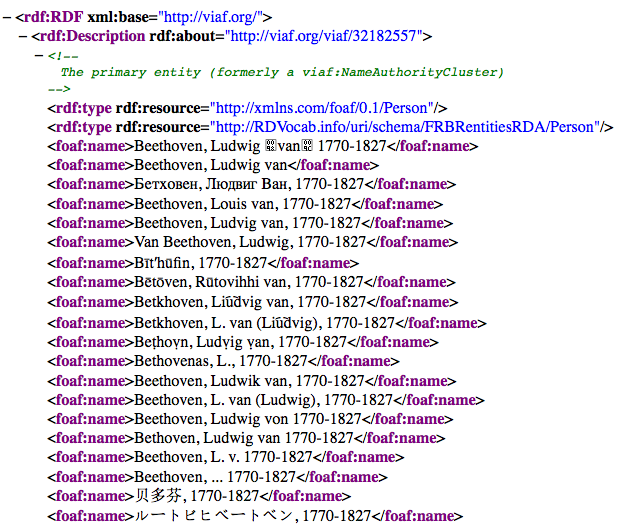 − <rdf:RDF xml:base="http://viaf.org/">
− <rdf:Description rdf:about="http://viaf.org/viaf/32182557">
− <!--
The primary entity (formerly a viaf:NameAuthorityCluster)
-->
<rdf:type rdf:resource="http://xmlns.com/foaf/0.1/Person"/>
<rdf:type rdf:resource="http://RDVocab.info/uri/schema/FRBRentitiesRDA/Person"/>
<foaf:name>Beethoven, Ludwig van 1770-1827</foaf:name>
<foaf:name>Beethoven, Ludwig van</foaf:name>
<foaf:name>Бетховен, Людвиг Ван, 1770-1827</foaf:name>
<foaf:name>Beethoven, Louis van, 1770-1827</foaf:name>
<foaf:name>Beethoven, Ludvig van, 1770-1827</foaf:name>
<foaf:name>Van Beethoven, Ludwig, 1770-1827</foaf:name>
<foaf:name>Bīt'hūfin, 1770-1827</foaf:name>
<foaf:name>Bētōven, Rūtovihhi van, 1770-1827</foaf:name>
<foaf:name>Betkhoven, Li︠u︡dvig van, 1770-1827</foaf:name>
<foaf:name>Betkhoven, L. van (Li︠u︡dvig), 1770-1827</foaf:name>
<foaf:name>Beṭhoṿn, Ludṿig ṿan, 1770-1827</foaf:name>
<foaf:name>Bethovenas, L., 1770-1827</foaf:name>
<foaf:name>Beethoven, Ludwik van, 1770-1827</foaf:name>
<foaf:name>Beethoven, L. van (Ludwig), 1770-1827</foaf:name>
<foaf:name>Beethoven, Ludwig von 1770-1827</foaf:name>
<foaf:name>Bethoven, Ludwig van 1770-1827</foaf:name>
<foaf:name>Beethoven, L. v. 1770-1827</foaf:name>
<foaf:name>Beethoven, ... 1770-1827</foaf:name>
<foaf:name>贝多芬, 1770-1827</foaf:name>
<foaf:name>ルートビヒベートベン, 1770-1827</foaf:name>